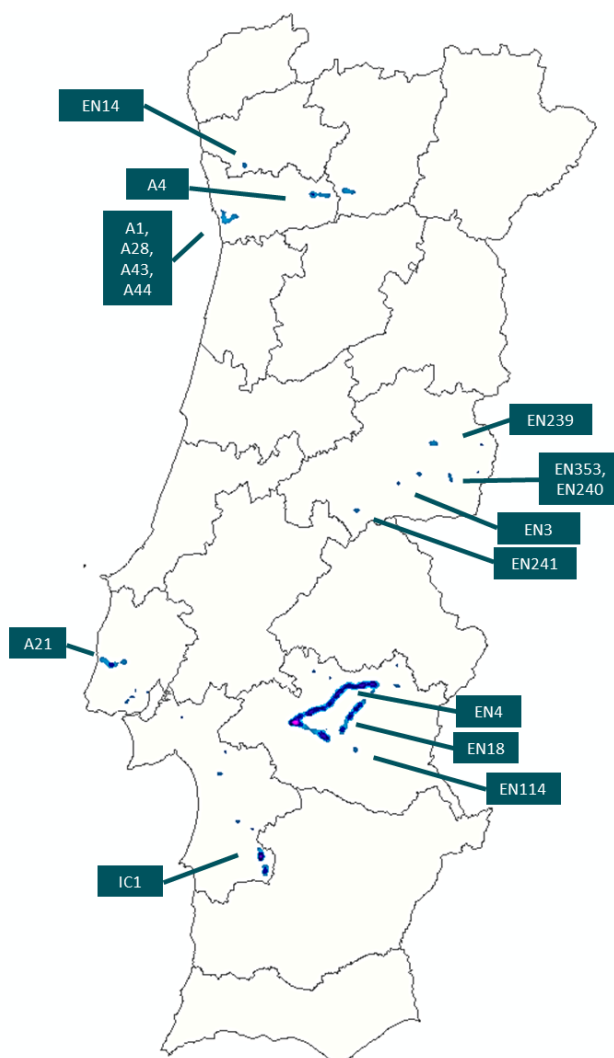 EN14
A4
A1,
A28,
A43,
A44
EN239
EN353,
EN240
EN3
EN241
A21
EN4
EN18
EN114
IC1